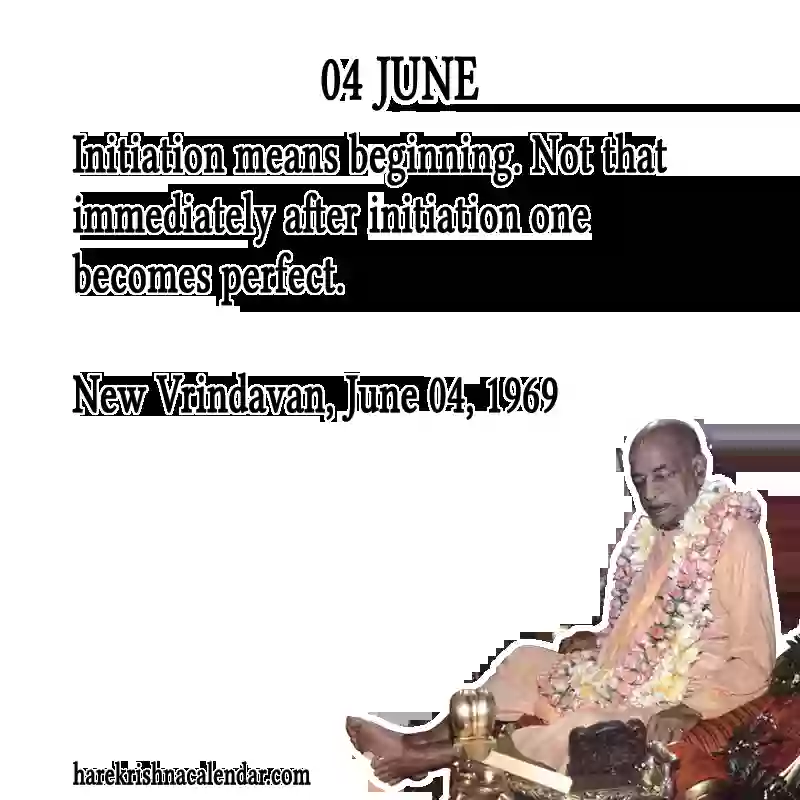 04 JUNE
Initiation means beginning. Not that
immediately after initiation one
becomes perfect.
New Vrindavan, June 04, 1969
harekrishnacalendar.com